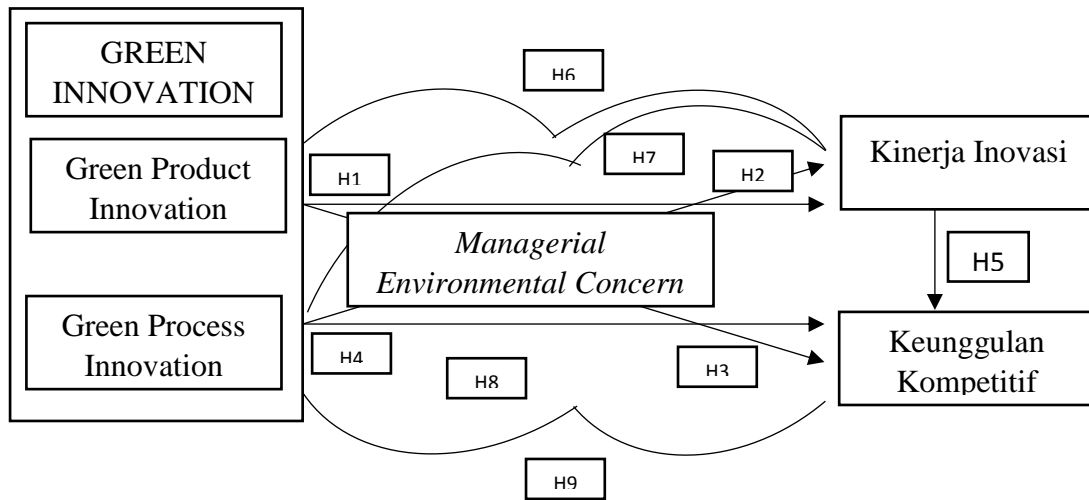 GREEN
INNOVATION
Green Product
Innovation
Green Process
Innovation
H6
H1
H7
H2
Managerial
Environmental Concern
H4
H8
H3
H9
Kinerja Inovasi
H5
Keunggulan
Kompetitif